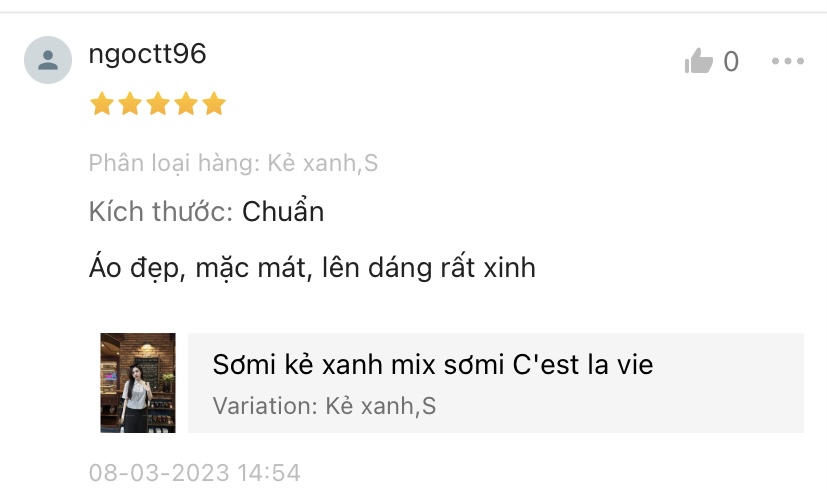 ngoctt96
0
Phân loại hàng: Kẻ xanh,S
Kích thước: Chuẩn
Áo đẹp, mặc mát, lên dáng rất xinh
Sơmi kẻ xanh mix sơmi C'est la vie
Variation: Kẻ xanh,S
08-03-2023 14:54